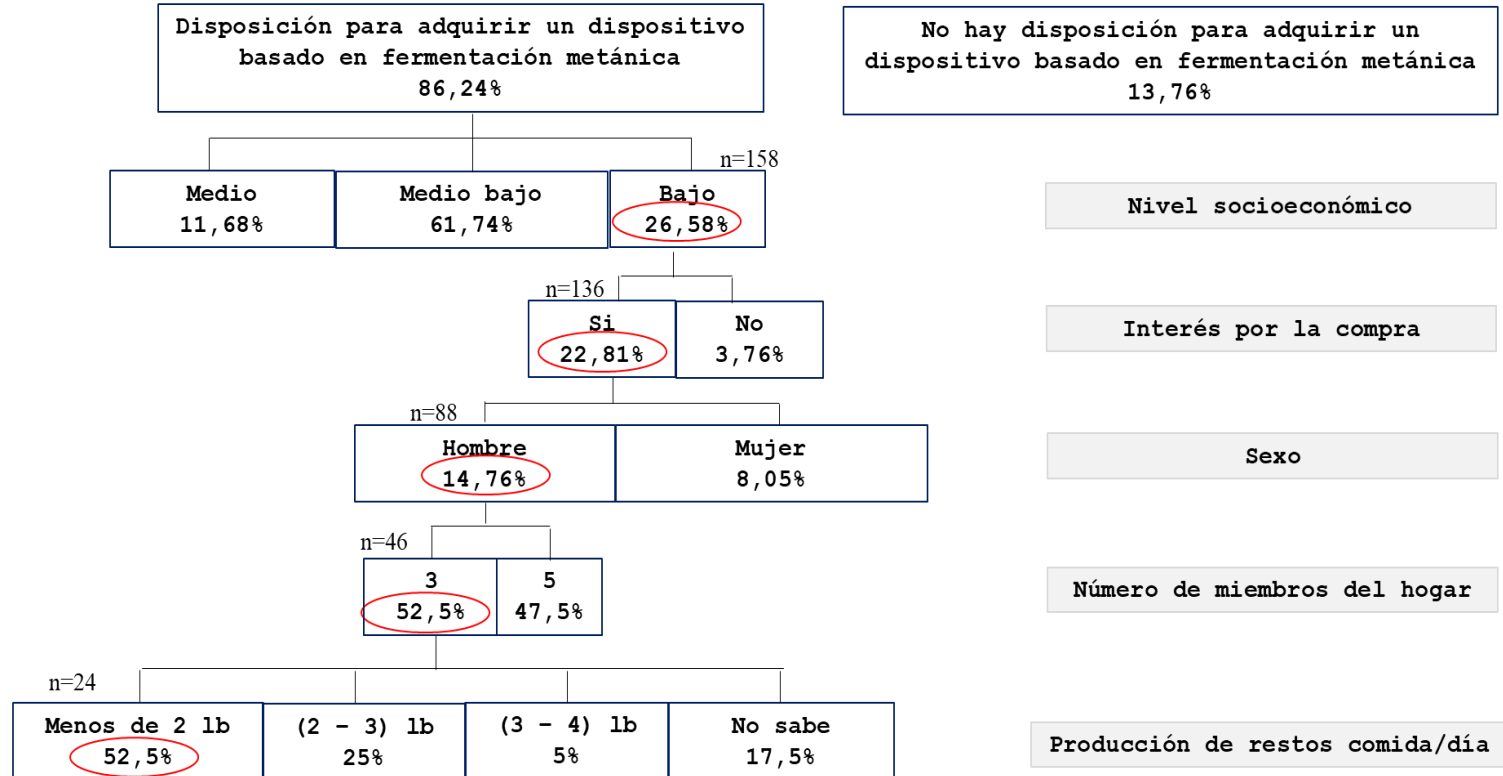 Disposición para adquirir un dispositivo
basado en fermentación metánica
86,24%
No hay disposición para adquirir un
dispositivo basado en fermentación metánica
13,76%
n=158
Medio
11,68%
Medio bajo
61,74%
Bajo
26,58%
Nivel socioeconómico
n=136
Si
22,81%
No
3,76%
Interés por la compra
n=88
Hombre
14,76%
Mujer
8,05%
Sexo
n=46
3
52,5%
5
47,5%
Número de miembros del hogar
n=24
Menos de 2 lb
52,5%
(2 – 3) lb
25%
(3 – 4) lb
5%
No sabe
17,5%
Producción de restos comida/día